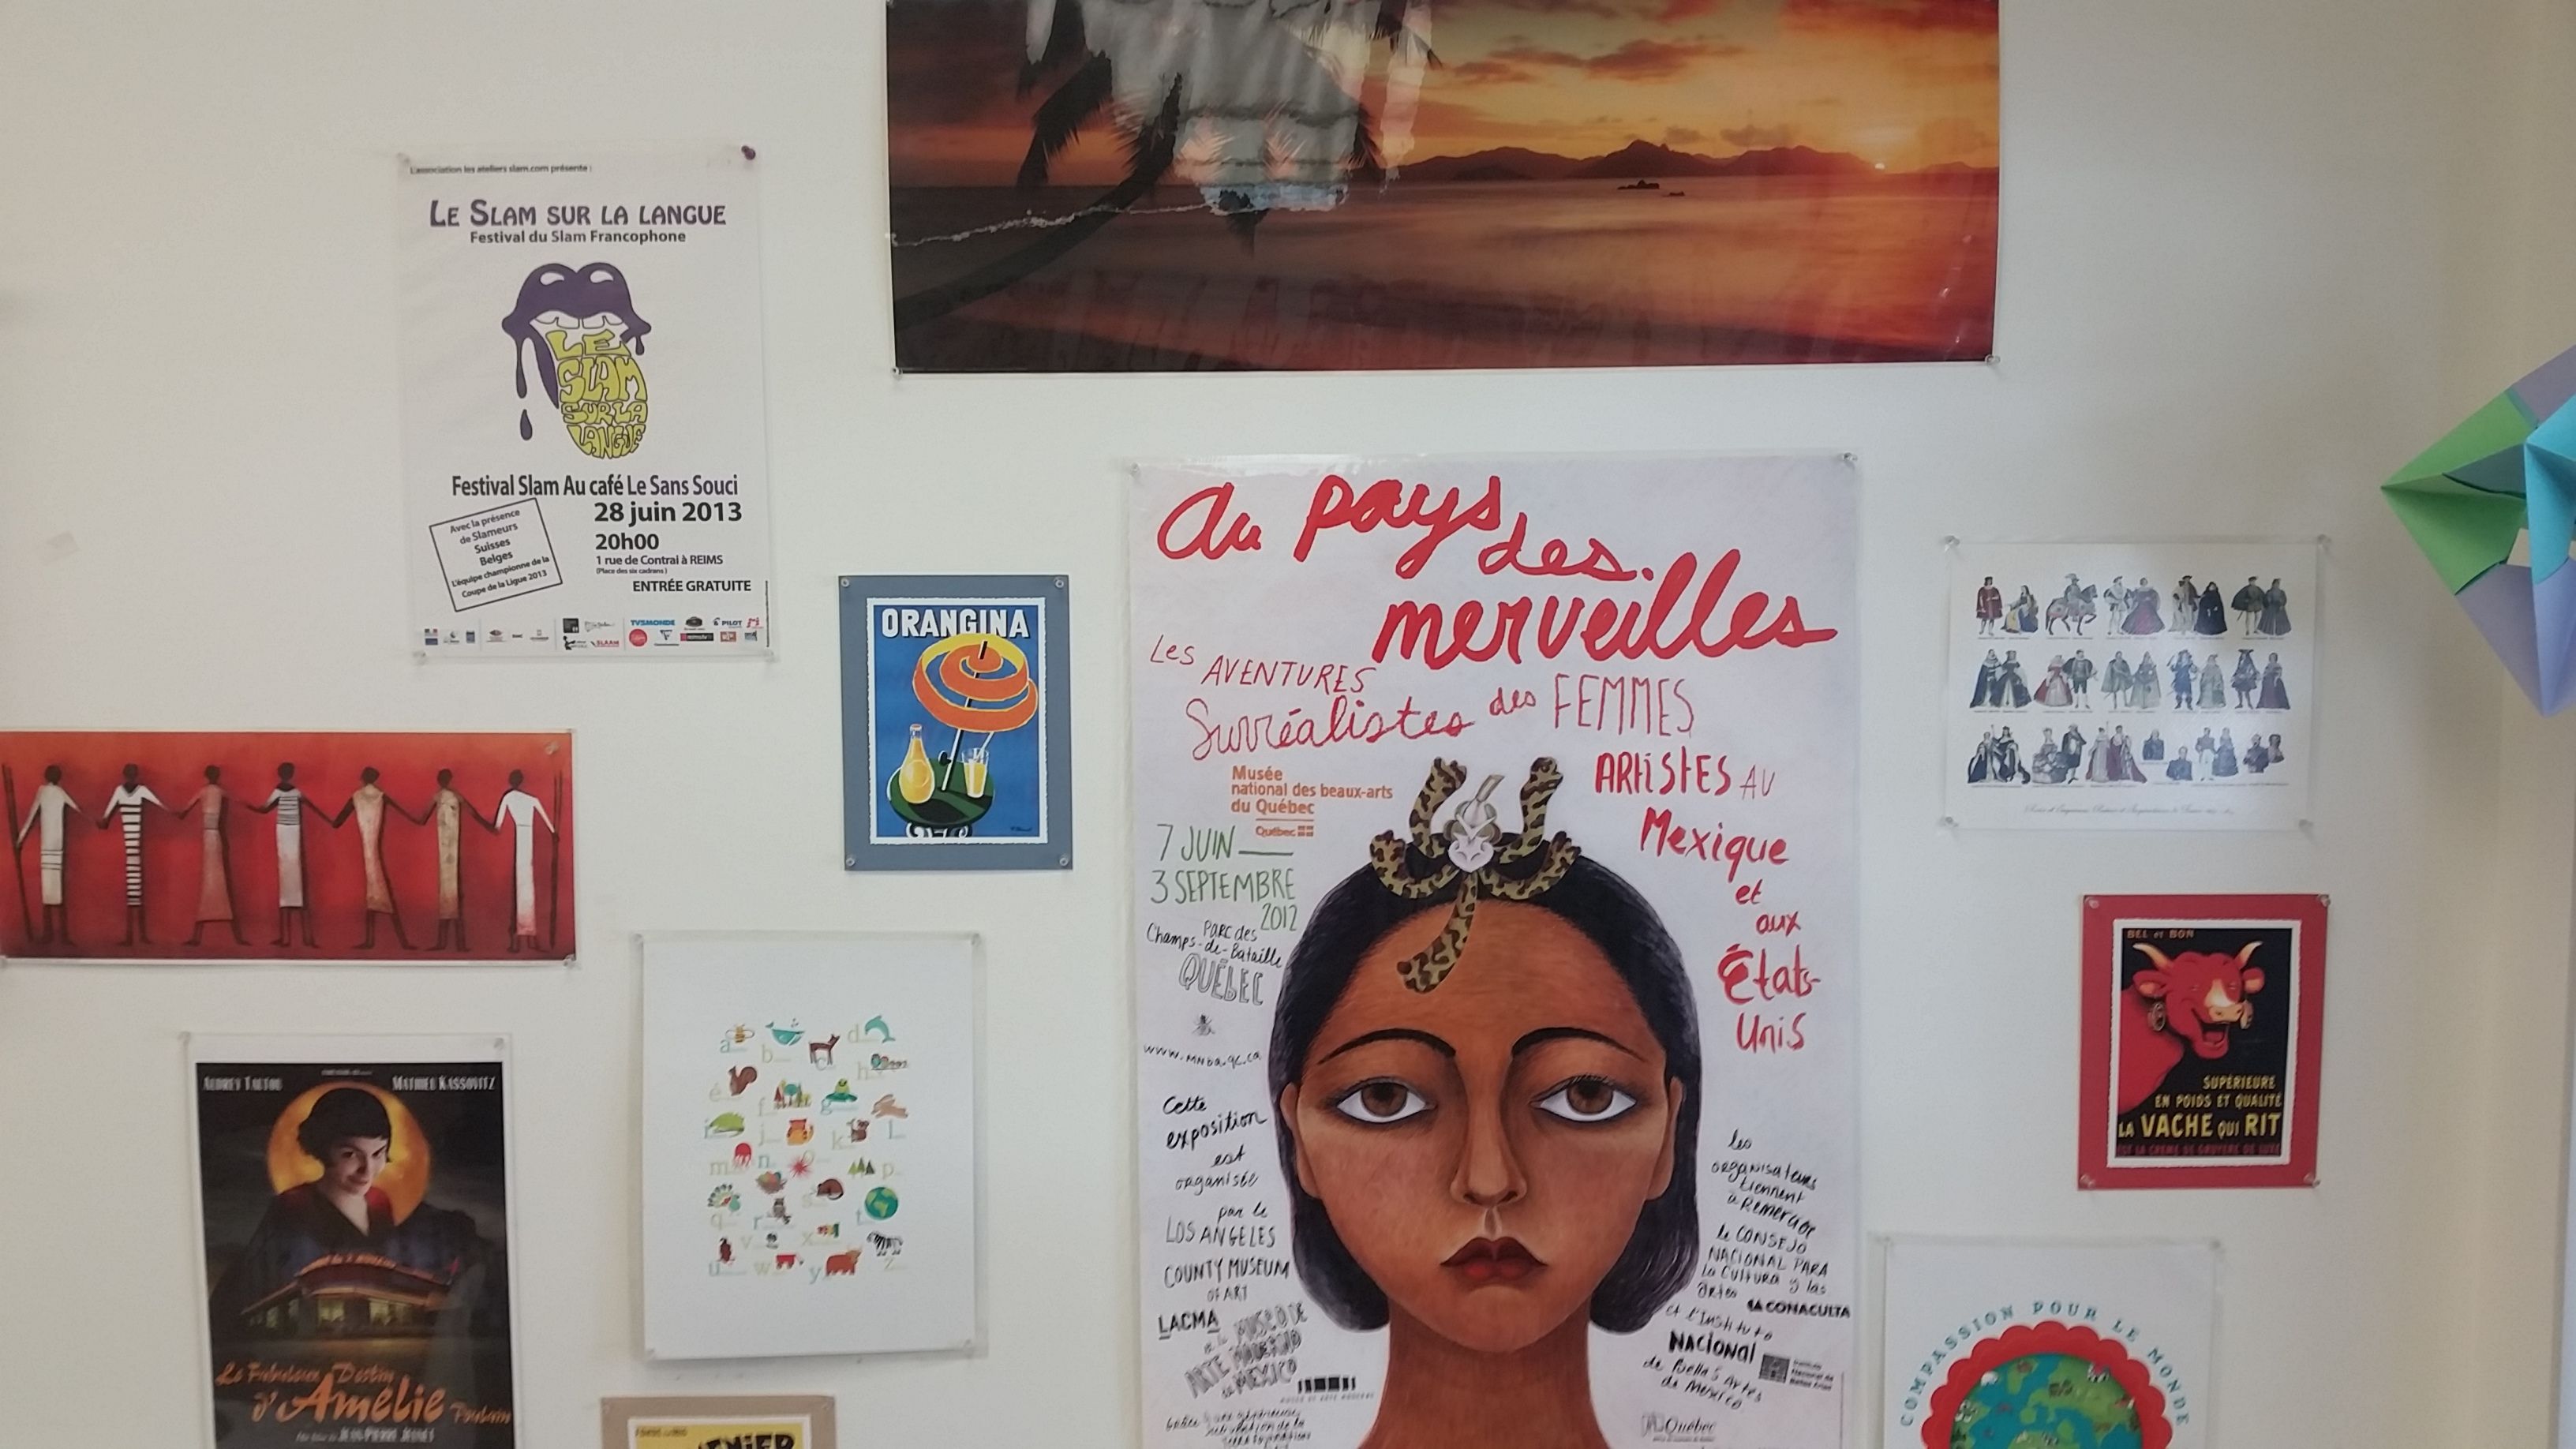 L'association les ateliers slam.com présente :
LE SLAM SUR LA LANGUE
Festival du Slam Francophone
LE
SLAM
SUR LA
LANGUE
Festival Slam Au café Le Sans Souci
28 juin 2013
20h00
1 rue de Contrai à REIMS
(Place des six cadrans)
ENTRÉE GRATUITE
Avec la présence
de Slameurs
Suisses
Belges
L'équipe championne de la
Coupe de la Ligue 2013
TV5MONDE
PILOT
SLAAM
ORANGINA
Au pays
des
merveilles
Les AVENTURES
Surréalistes des FEMMES
ARtiStES AU
Mexique
et
aux
États-
UniS
Musée
national des beaux-arts
du Québec
Québec
7 JUIN
3 SEPTEMBRE
2012
PARC des
Champs-de-Bataille
QUÉBEC
www.mnba.qc.ca
Cette
exposition
est
organisée
par le
LOS ANGELES
COUNTY MUSEUM
OF ART
LACMA
et le MUSEO DE
ARTE MODERNO
de MEXICO
les
organisateurs
tiennent
à Remercier
le CONSEJO
NACIONAL PARA
la Cultura y las
Artes CONACULTA
et l'Instituto
NACIONAL
de Bellas Artes
de Mexico
Québec
BEL et BON
SUPÉRIEURE
EN POIDS ET QUALITÉ
LA VACHE QUI RIT
EST LA CRÈME DE GRUYÈRE DE LUXE
AUDREY TAUTOU
MATHIEU KASSOVITZ
Le Fabuleux Destin
d'Amélie Poulain
JEAN-PIERRE JEUNET
a
b
c
d
é
f
g
h
i
j
k
l
m
n
o
p
q
r
t
u
v
w
x
y
z
COMPASSION POUR LE MONDE